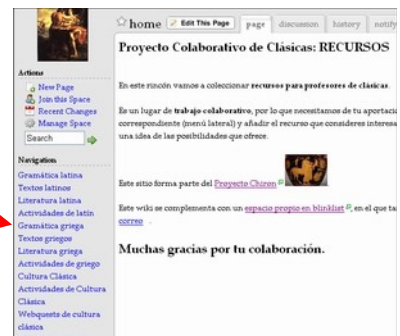 home Edit This Page page discussion history notify
Proyecto Colaborativo de Clásicas: RECURSOS
En este rincón vamos a coleccionar recursos para profesores de clásicas.
Es un lugar de trabajo colaborativo, por lo que necesitamos de tu aportación
correspondiente (menú lateral) y añadir el recurso que consideres interesa
una idea de las posibilidades que ofrece.
Este sitio forma parte del Proyecto Chiron
Este wiki se complementa con un espacio propio en blinklist, en el que ta
correo .
Muchas gracias por tu colaboración.
Actions
New Page
Join this Space
Recent Changes
Manage Space
Search
Navigation
Gramática latina
Textos latinos
Literatura latina
Actividades de latín
Gramática griega
Textos griegos
Literatura griega
Actividades de griego
Cultura Clásica
Actividades de Cultura
Clásica
Webquests de cultura
clásica